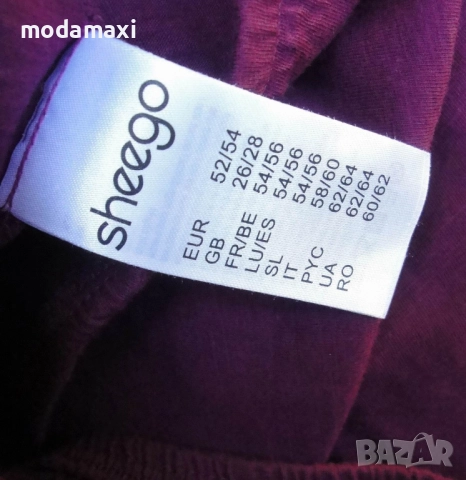 modamaxi
sheego
EUR 52/54
GB 26/28
FR/BE 54/56
LU/ES 54/56
SL 54/56
IT 58/60
РУС 62/64
UA 62/64
RO 60/62
BAZAR